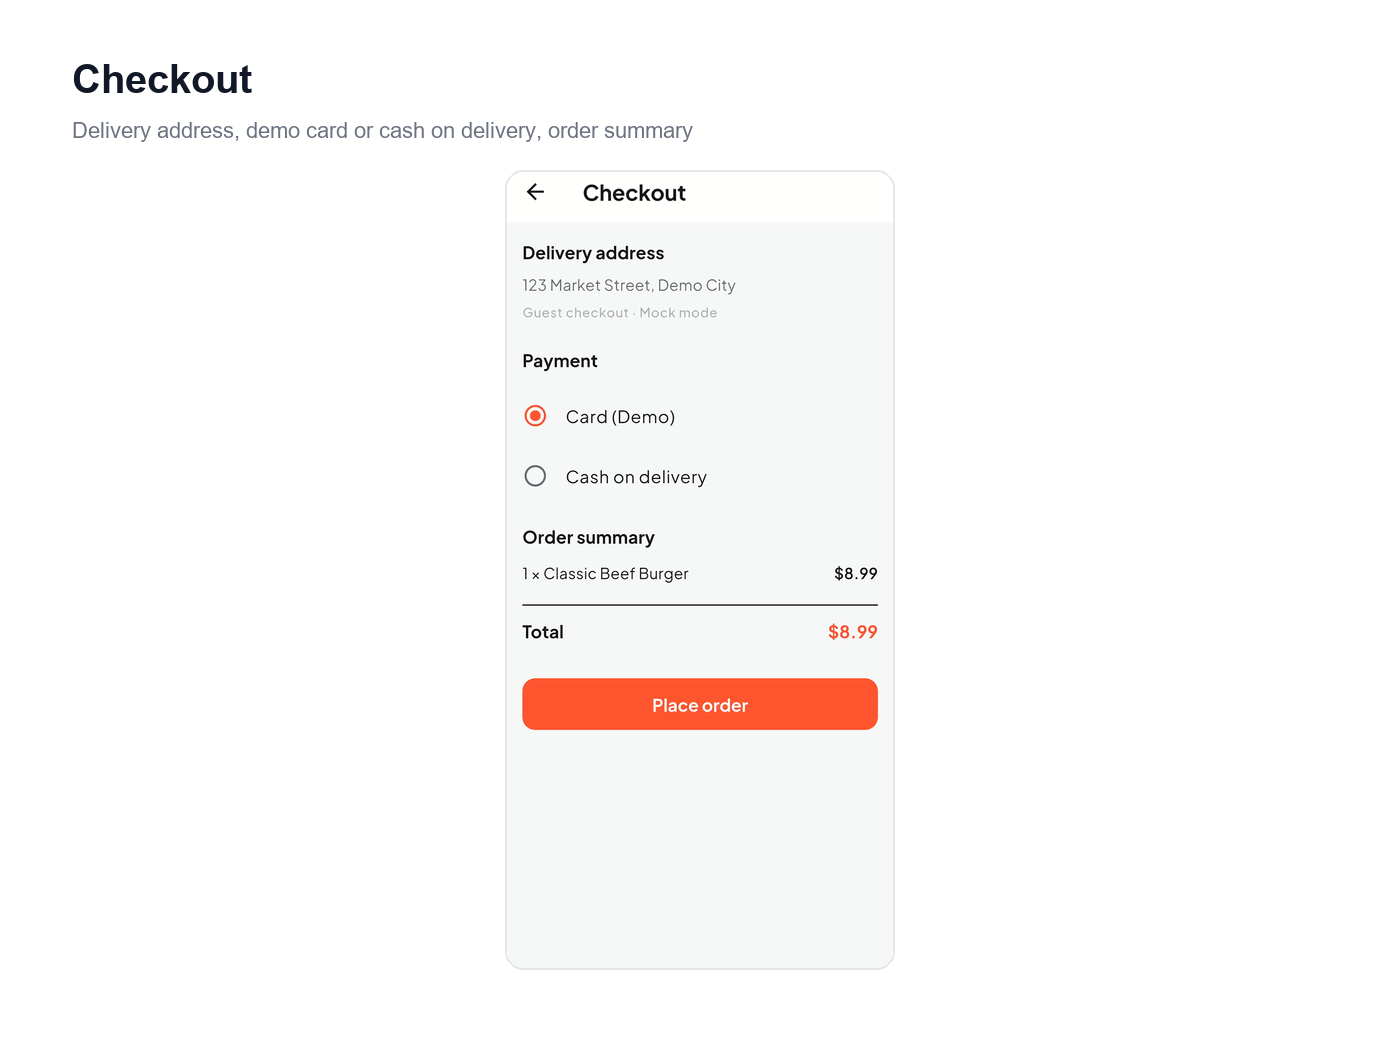 Checkout
Delivery address, demo card or cash on delivery, order summary
Checkout
Delivery address
123 Market Street, Demo City
Guest checkout · Mock mode
Payment
Card (Demo)
Cash on delivery
Order summary
1 × Classic Beef Burger $8.99
Total $8.99
Place order